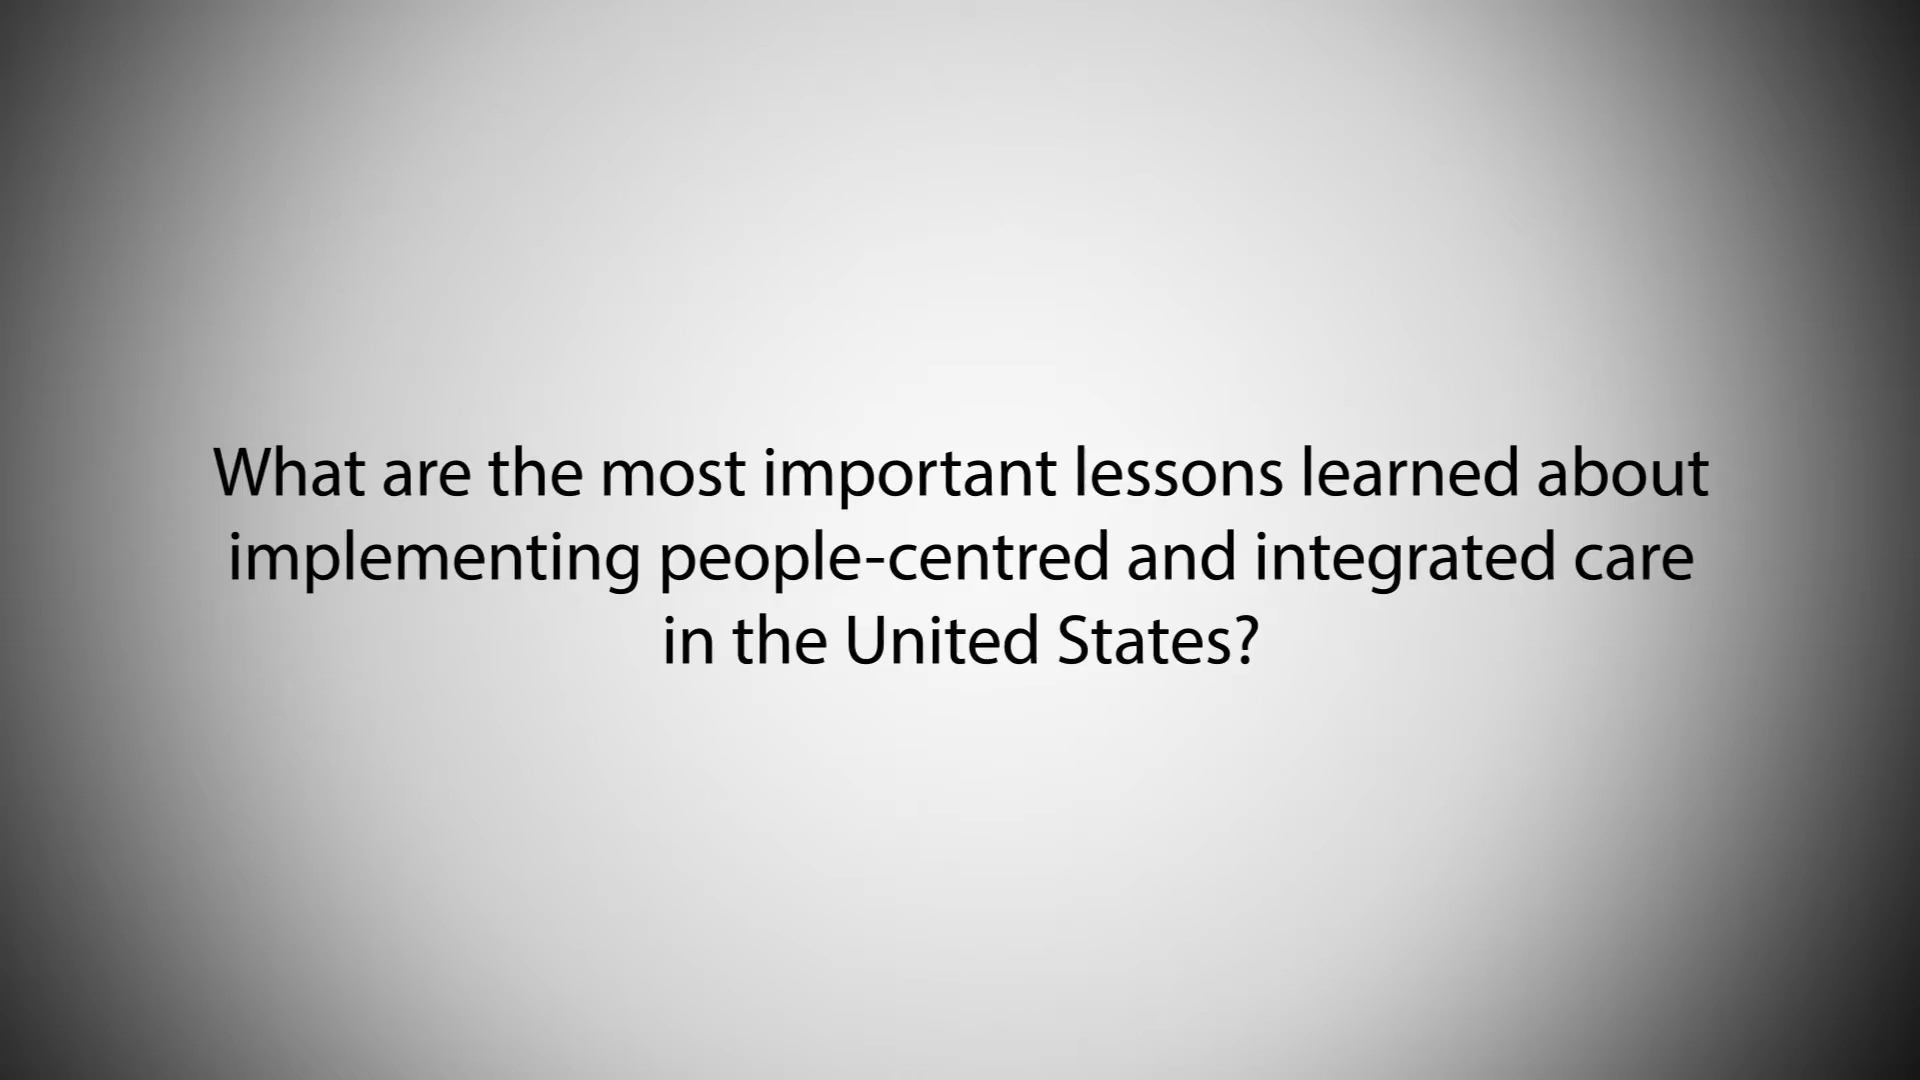 What are the most important lessons learned about
implementing people-centred and integrated care
in the United States?